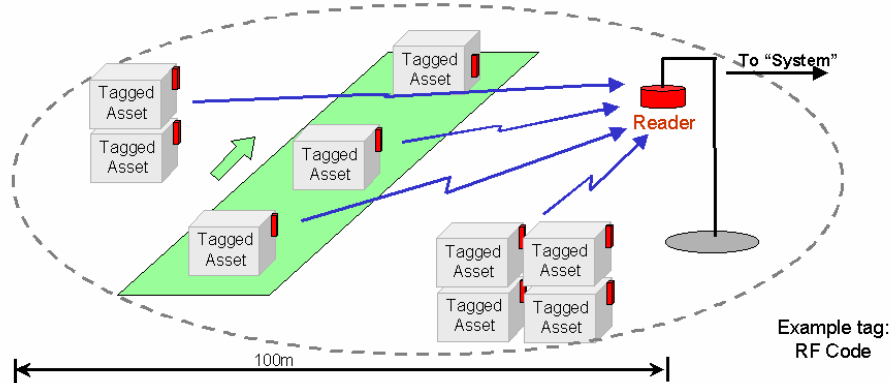 Tagged
Asset
To "System"
Tagged
Asset
Tagged
Asset
Reader
Tagged
Asset
Tagged
Asset
Tagged
Asset
Tagged
Asset
Tagged
Asset
Tagged
Asset
Example tag:
RF Code
100m